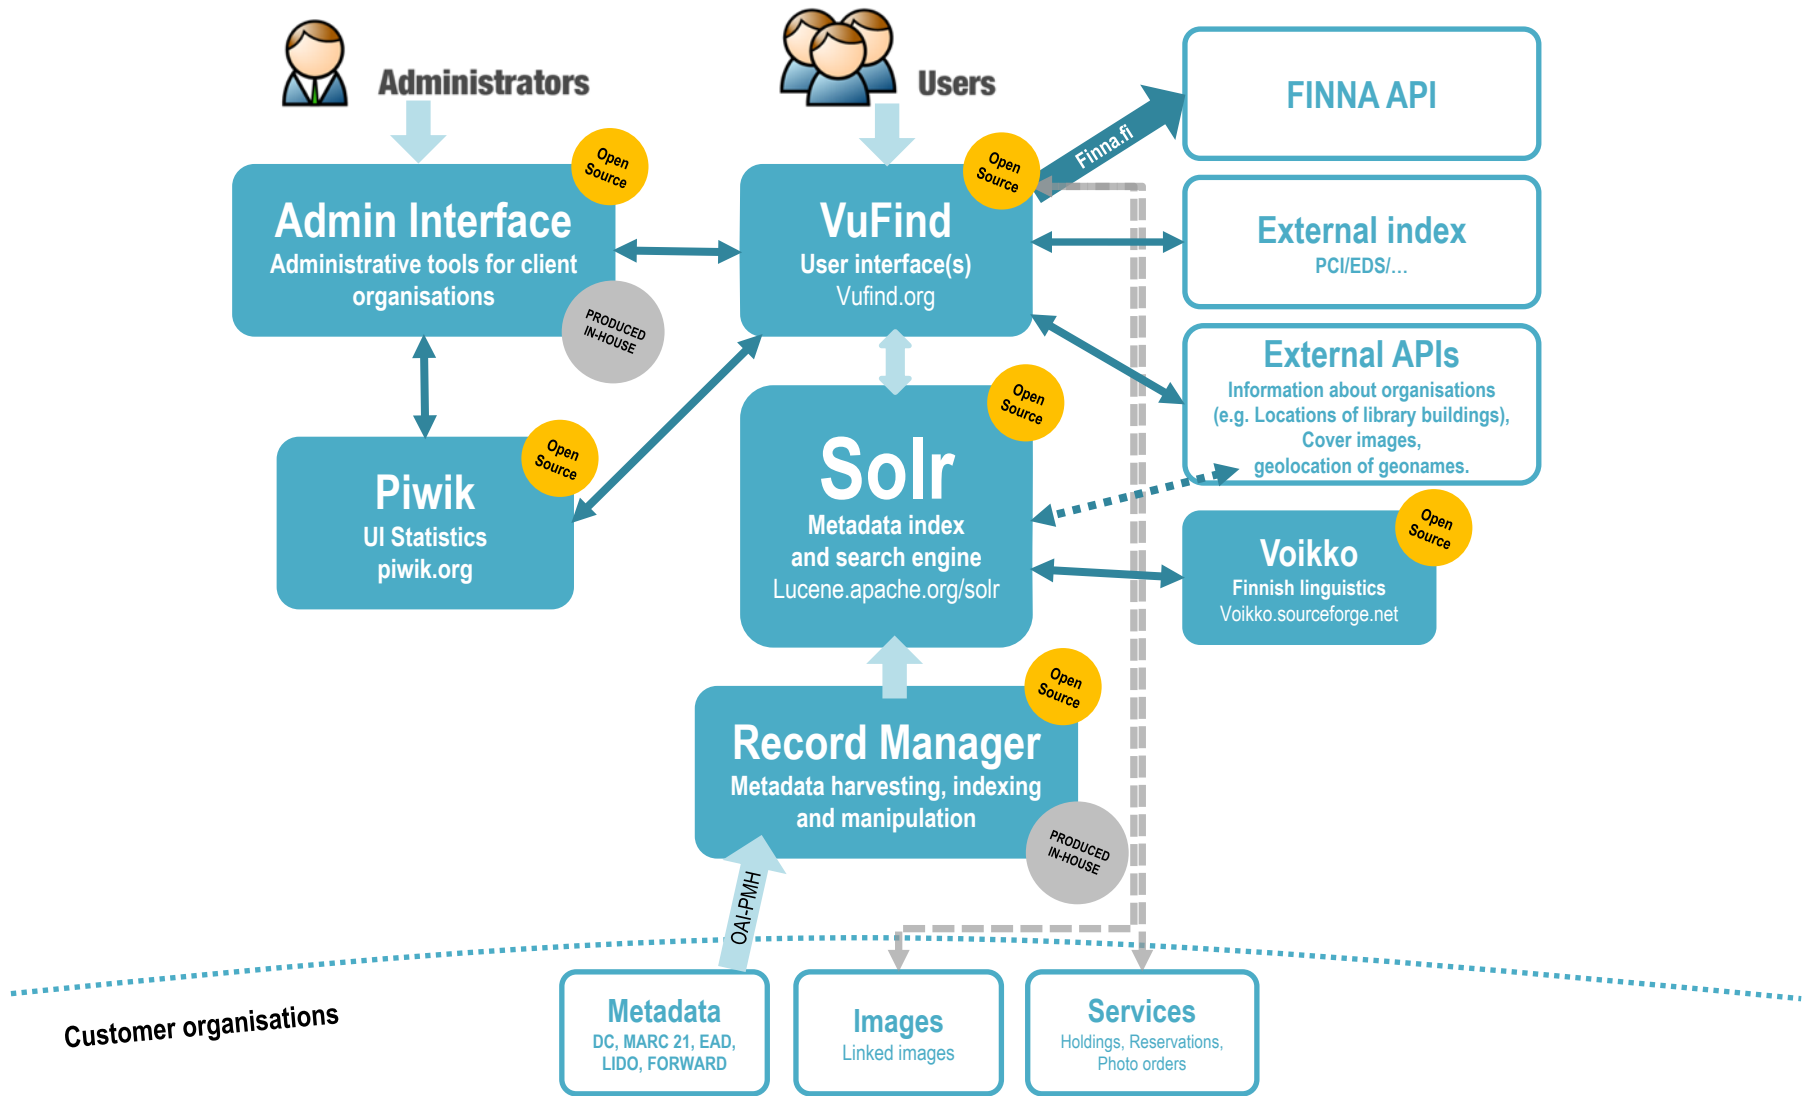 Administrators
Users
FINNA API
Finna.fi
Open
Source
Open
Source
Admin Interface
Administrative tools for client
organisations
PRODUCED
IN-HOUSE
VuFind
User interface(s)
Vufind.org
External index
PCI/EDS/…
External APIs
Information about organisations
(e.g. Locations of library buildings),
Cover images,
geolocation of geonames.
Open
Source
Piwik
UI Statistics
piwik.org
Open
Source
Solr
Metadata index
and search engine
Lucene.apache.org/solr
Open
Source
Voikko
Finnish linguistics
Voikko.sourceforge.net
Open
Source
Record Manager
Metadata harvesting, indexing
and manipulation
PRODUCED
IN-HOUSE
OAI-PMH
Customer organisations
Metadata
DC, MARC 21, EAD,
LIDO, FORWARD
Images
Linked images
Services
Holdings, Reservations,
Photo orders